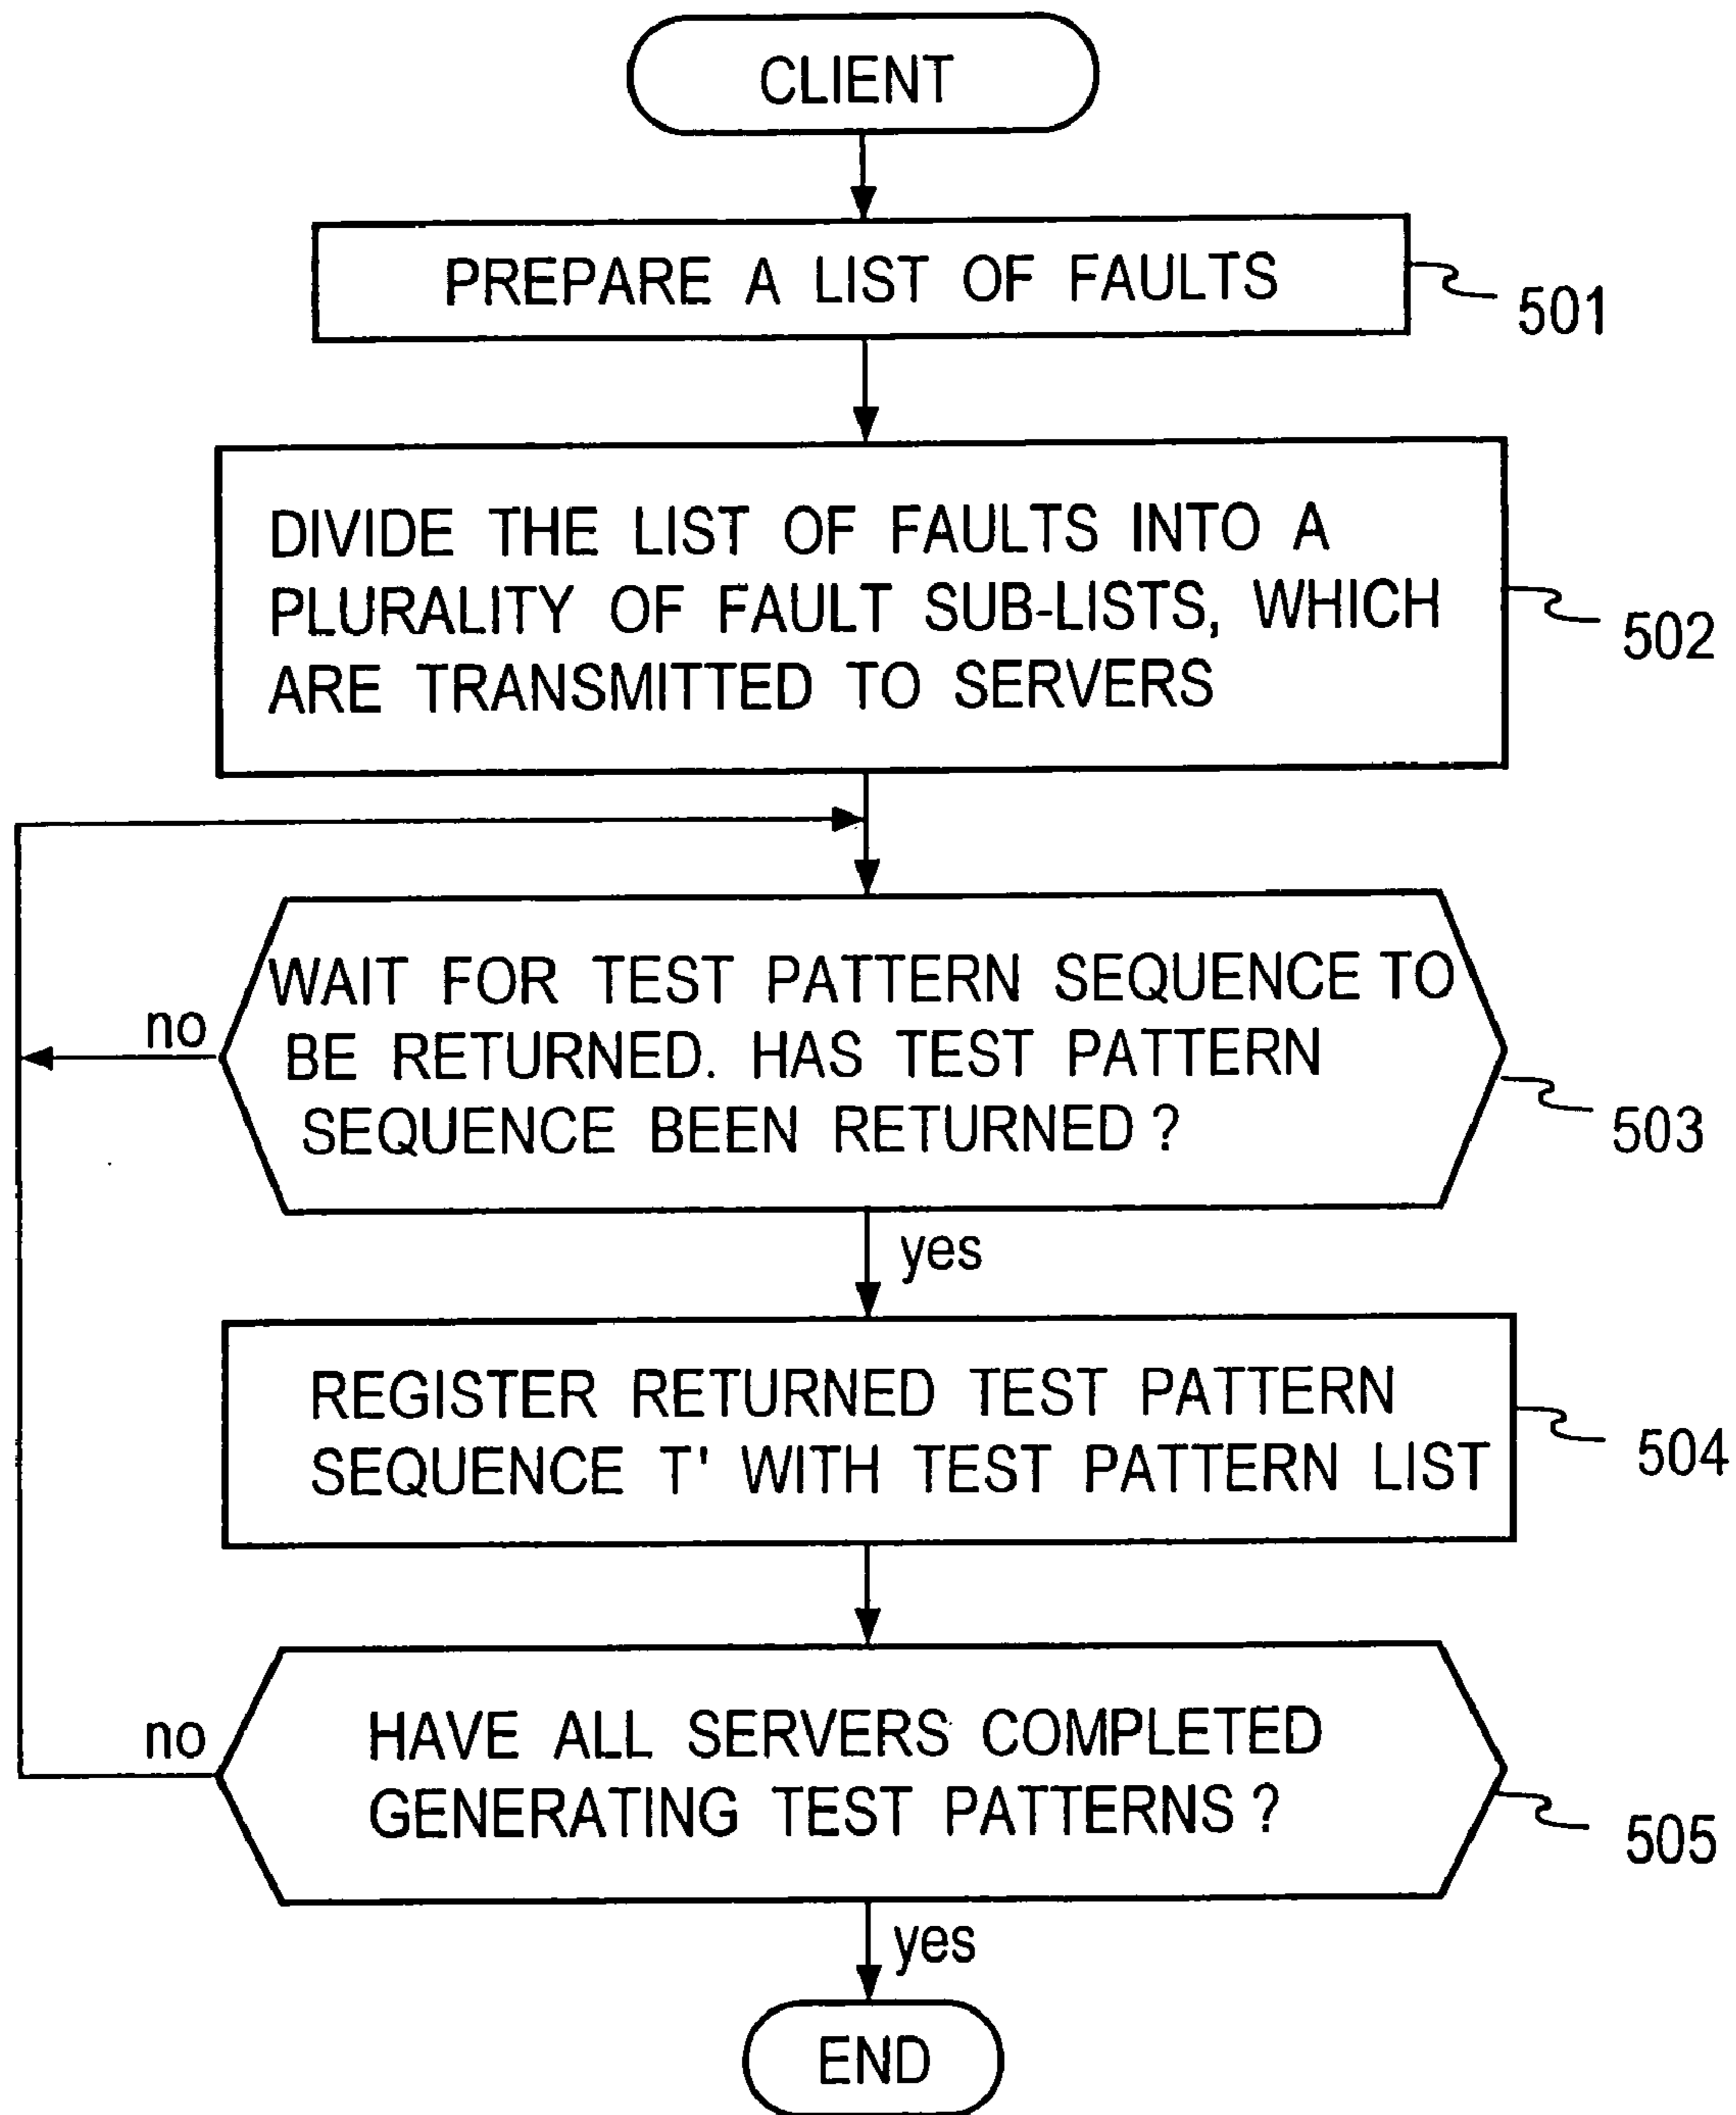 CLIENT
PREPARE A LIST OF FAULTS
501
DIVIDE THE LIST OF FAULTS INTO A
PLURALITY OF FAULT SUB-LISTS, WHICH
ARE TRANSMITTED TO SERVERS
502
WAIT FOR TEST PATTERN SEQUENCE TO
BE RETURNED. HAS TEST PATTERN
SEQUENCE BEEN RETURNED ?
no
503
yes
REGISTER RETURNED TEST PATTERN
SEQUENCE T' WITH TEST PATTERN LIST
504
HAVE ALL SERVERS COMPLETED
GENERATING TEST PATTERNS ?
no
505
yes
END